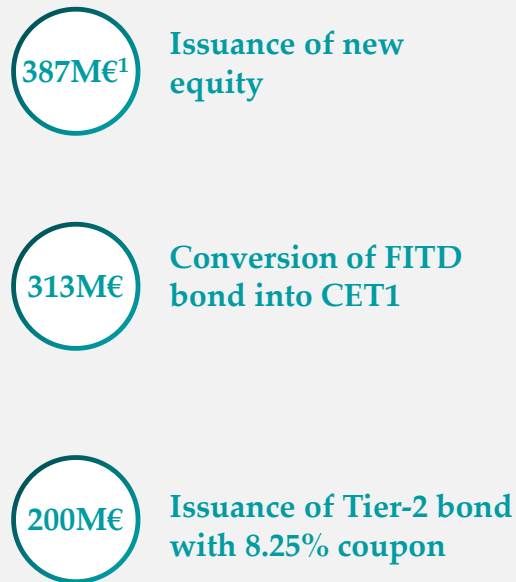 387M€¹
Issuance of new
equity
313M€
Conversion of FITD
bond into CET1
200M€
Issuance of Tier-2 bond
with 8.25% coupon